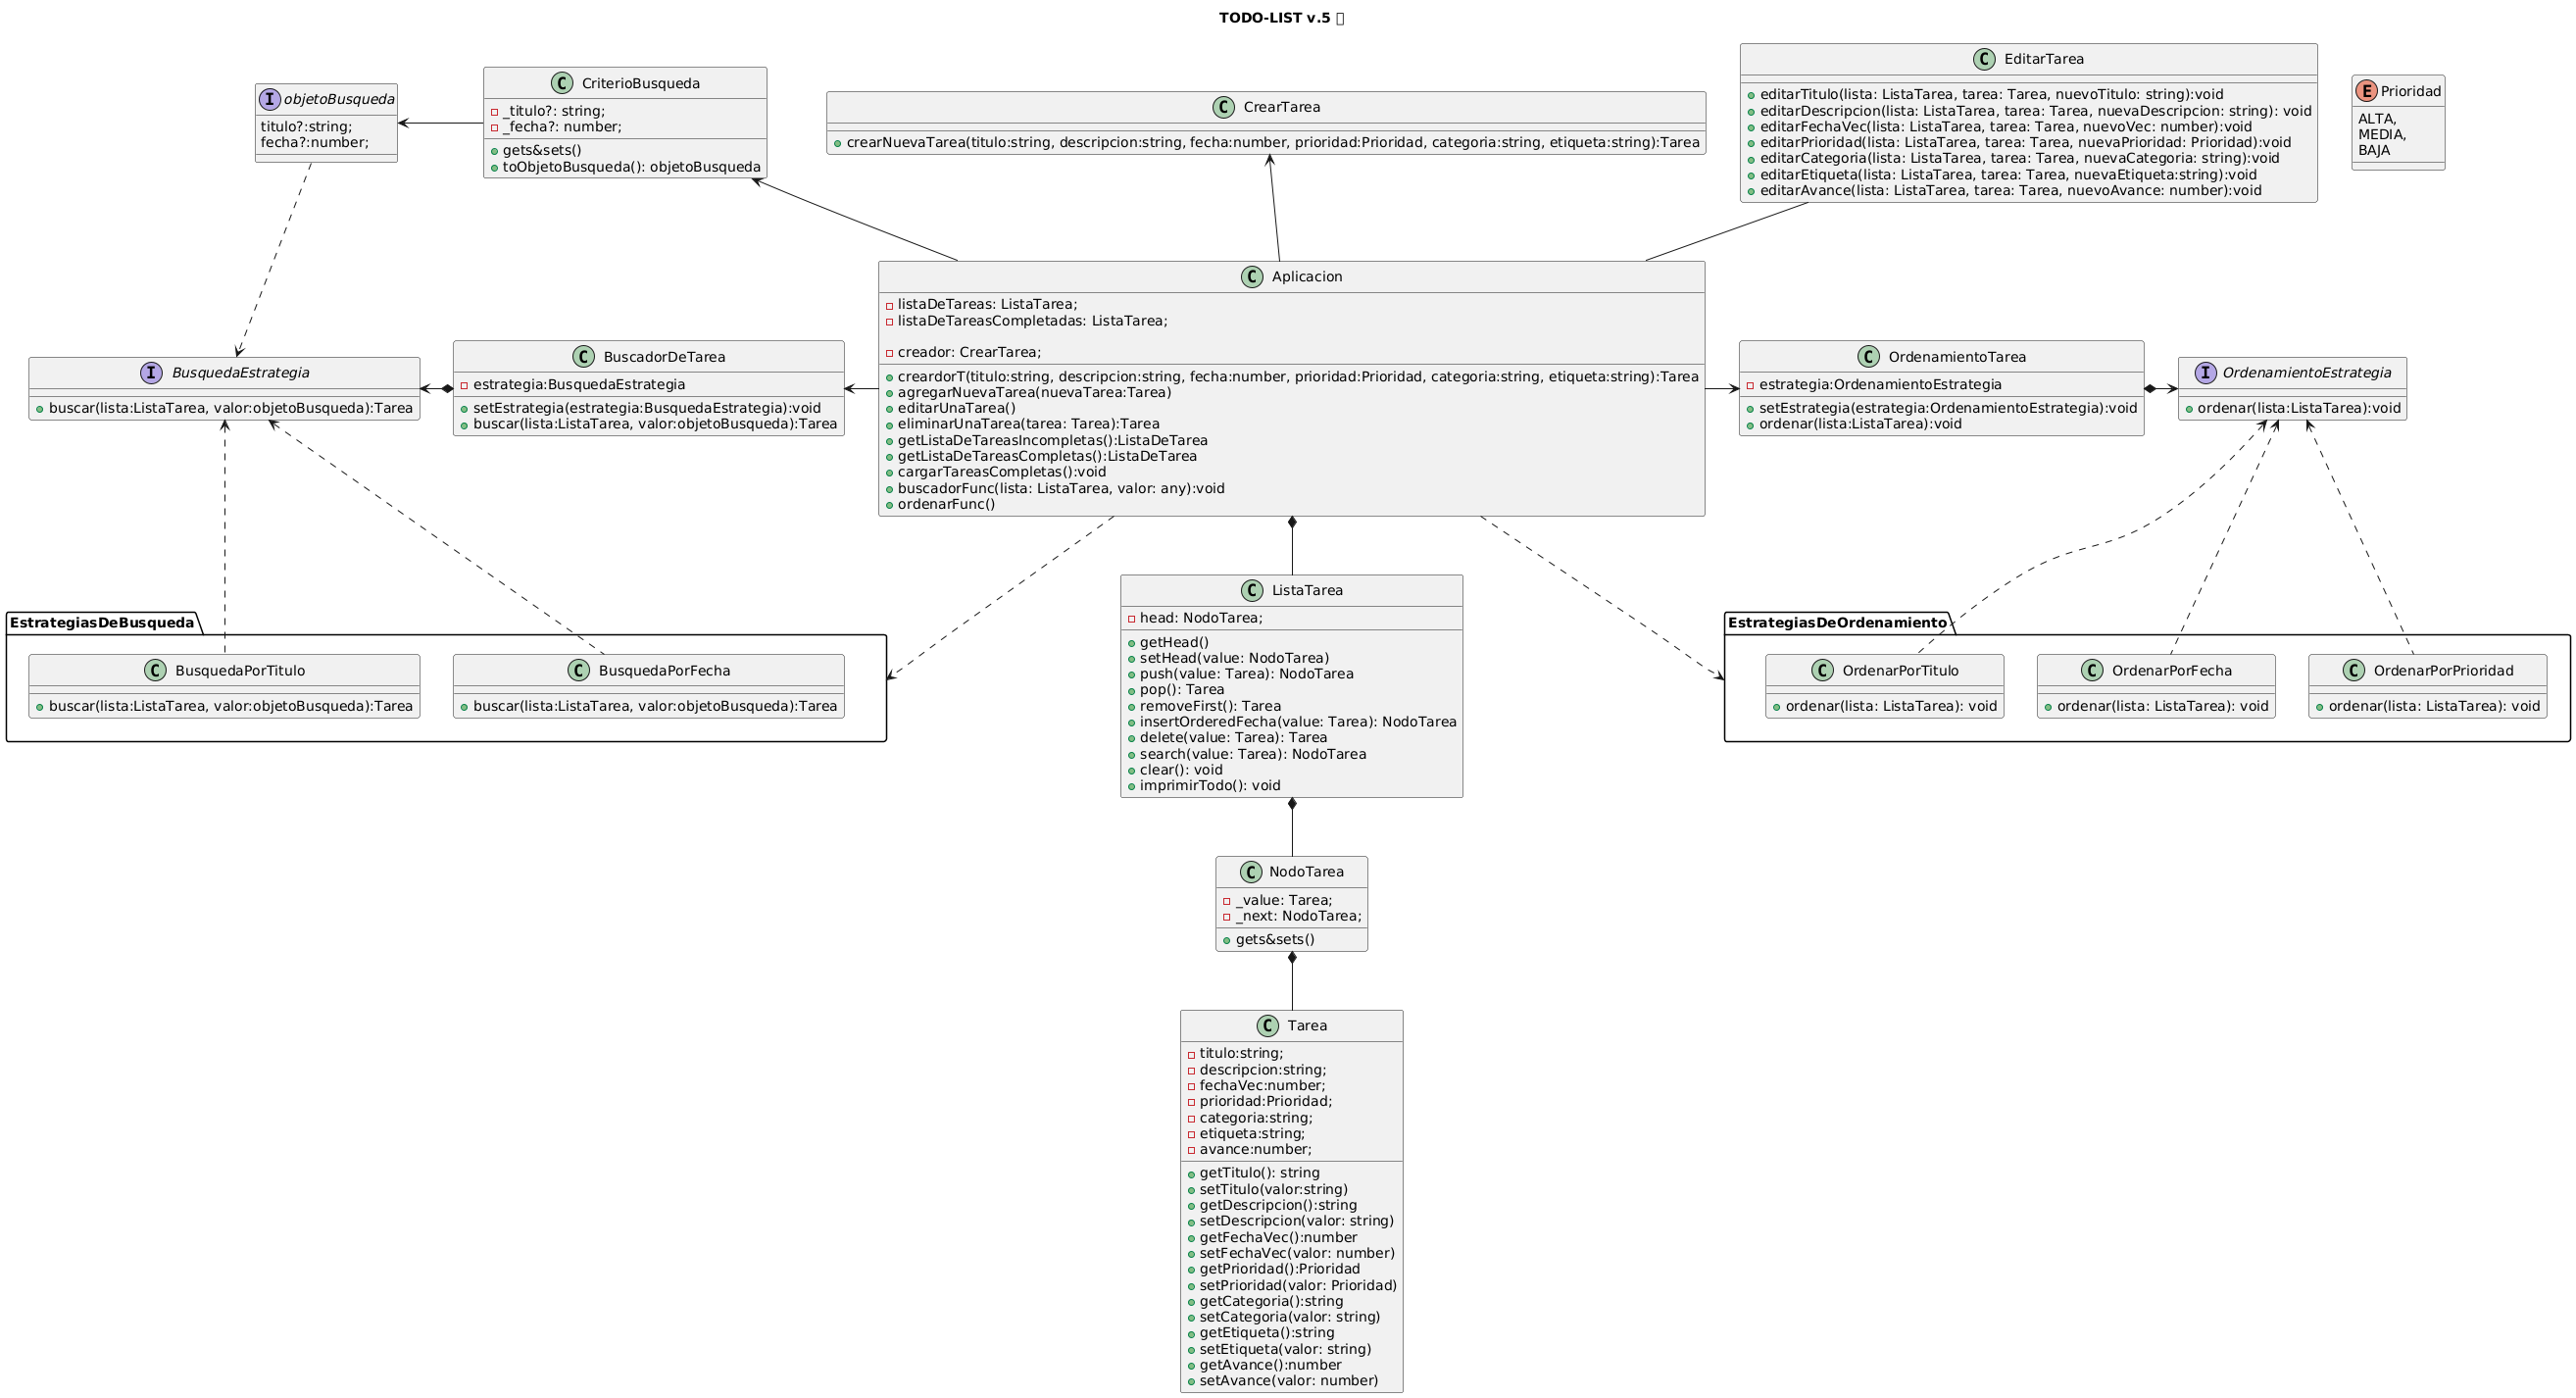 TODO-LIST v.5
objetoBusqueda
titulo?:string;
fecha?:number;
CriterioBusqueda
_titulo?: string;
_fecha?: number;
gets&sets()
toObjetoBusqueda(): objetoBusqueda
CrearTarea
crearNuevaTarea(titulo:string, descripcion:string, fecha:number, prioridad:Prioridad, categoria:string, etiqueta:string):Tarea
EditarTarea
editarTitulo(lista: ListaTarea, tarea: Tarea, nuevoTitulo: string):void
editarDescripcion(lista: ListaTarea, tarea: Tarea, nuevaDescripcion: string): void
editarFechaVec(lista: ListaTarea, tarea: Tarea, nuevoVec: number):void
editarPrioridad(lista: ListaTarea, tarea: Tarea, nuevaPrioridad: Prioridad):void
editarCategoria(lista: ListaTarea, tarea: Tarea, nuevaCategoria: string):void
editarEtiqueta(lista: ListaTarea, tarea: Tarea, nuevaEtiqueta:string):void
editarAvance(lista: ListaTarea, tarea: Tarea, nuevoAvance: number):void
Prioridad
ALTA,
MEDIA,
BAJA
BusquedaEstrategia
buscar(lista:ListaTarea, valor:objetoBusqueda):Tarea
BuscadorDeTarea
estrategia:BusquedaEstrategia
setEstrategia(estrategia:BusquedaEstrategia):void
buscar(lista:ListaTarea, valor:objetoBusqueda):Tarea
Aplicacion
listaDeTareas: ListaTarea;
listaDeTareasCompletadas: ListaTarea;
creador: CrearTarea;
creardorT(titulo:string, descripcion:string, fecha:number, prioridad:Prioridad, categoria:string, etiqueta:string):Tarea
agregarNuevaTarea(nuevaTarea:Tarea)
editarUnaTarea()
eliminarUnaTarea(tarea: Tarea):Tarea
getListaDeTareasIncompletas():ListaDeTarea
getListaDeTareasCompletas():ListaDeTarea
cargarTareasCompletas():void
buscadorFunc(lista: ListaTarea, valor: any):void
ordenarFunc()
OrdenamientoTarea
estrategia:OrdenamientoEstrategia
setEstrategia(estrategia:OrdenamientoEstrategia):void
ordenar(lista:ListaTarea):void
OrdenamientoEstrategia
ordenar(lista:ListaTarea):void
EstrategiasDeBusqueda
BusquedaPorTitulo
buscar(lista:ListaTarea, valor:objetoBusqueda):Tarea
BusquedaPorFecha
buscar(lista:ListaTarea, valor:objetoBusqueda):Tarea
ListaTarea
head: NodoTarea;
getHead()
setHead(value: NodoTarea)
push(value: Tarea): NodoTarea
pop(): Tarea
removeFirst(): Tarea
insertOrderedFecha(value: Tarea): NodoTarea
delete(value: Tarea): Tarea
search(value: Tarea): NodoTarea
clear(): void
imprimirTodo(): void
EstrategiasDeOrdenamiento
OrdenarPorTitulo
ordenar(lista: ListaTarea): void
OrdenarPorFecha
ordenar(lista: ListaTarea): void
OrdenarPorPrioridad
ordenar(lista: ListaTarea): void
NodoTarea
_value: Tarea;
_next: NodoTarea;
gets&sets()
Tarea
titulo:string;
descripcion:string;
fechaVec:number;
prioridad:Prioridad;
categoria:string;
etiqueta:string;
avance:number;
getTitulo(): string
setTitulo(valor:string)
getDescripcion():string
setDescripcion(valor: string)
getFechaVec():number
setFechaVec(valor: number)
getPrioridad():Prioridad
setPrioridad(valor: Prioridad)
getCategoria():string
setCategoria(valor: string)
getEtiqueta():string
setEtiqueta(valor: string)
getAvance():number
setAvance(valor: number)